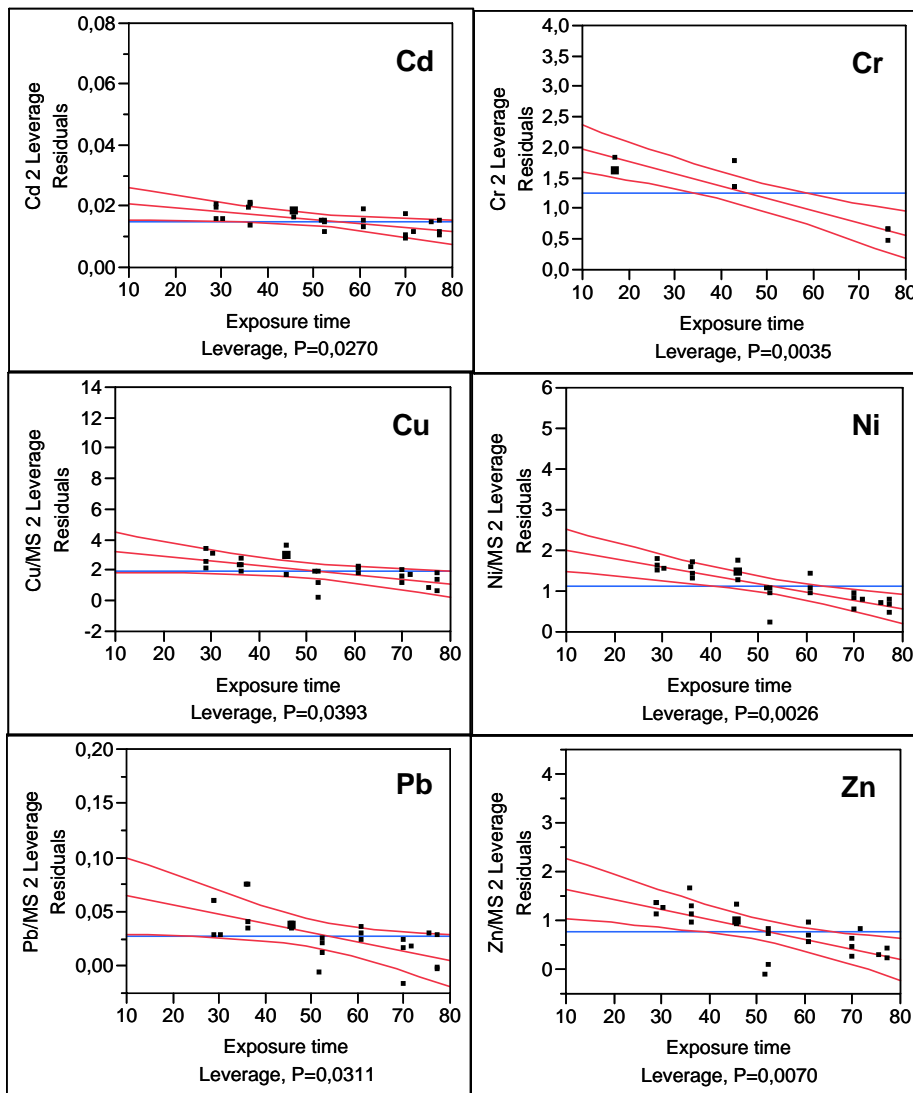 Cd
Cd 2 Leverage
Residuals
0,08
0,06
0,04
0,02
0,00
10 20 30 40 50 60 70 80
Exposure time
Leverage, P=0,0270
Cr
Cr 2 Leverage
Residuals
4,0
3,5
3,0
2,5
2,0
1,5
1,0
0,5
0,0
10 20 30 40 50 60 70 80
Exposure time
Leverage, P=0,0035
Cu
Cu/MS 2 Leverage
Residuals
14
12
10
8
6
4
2
0
-2
10 20 30 40 50 60 70 80
Exposure time
Leverage, P=0,0393
Ni
Ni/MS 2 Leverage
Residuals
6
5
4
3
2
1
0
10 20 30 40 50 60 70 80
Exposure time
Leverage, P=0,0026
Pb
Pb/MS 2 Leverage
Residuals
0,20
0,15
0,10
0,05
0,00
10 20 30 40 50 60 70 80
Exposure time
Leverage, P=0,0311
Zn
Zn/MS 2 Leverage
Residuals
4
3
2
1
0
10 20 30 40 50 60 70 80
Exposure time
Leverage, P=0,0070